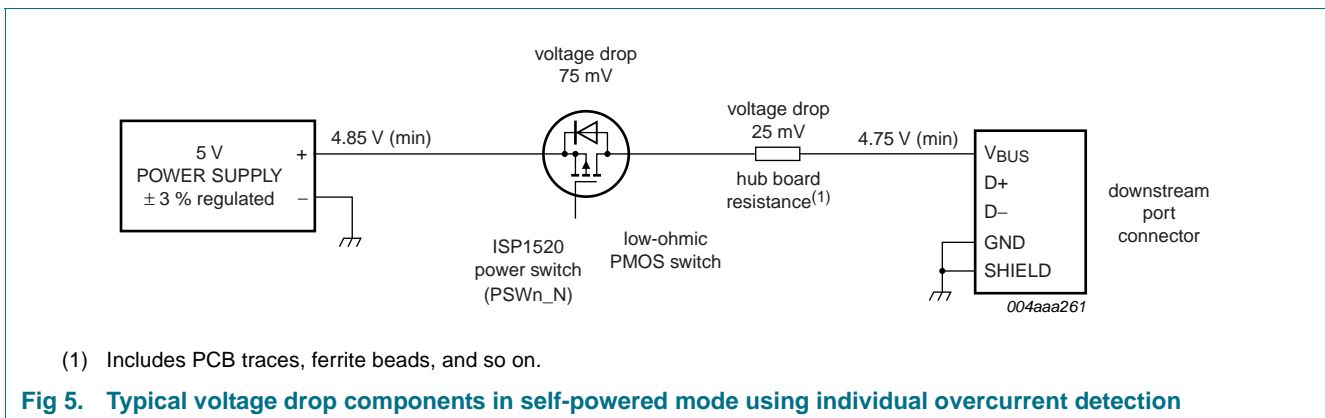 voltage drop
75 mV
voltage drop
25 mV
4.85 V (min)
4.75 V (min)
5 V
POWER SUPPLY
± 3 % regulated
+
−
hub board
resistance(1)
ISP1520
power switch
(PSWn_N)
low-ohmic
PMOS switch
VBUS
D+
D−
GND
SHIELD
downstream
port
connector
004aaa261
(1) Includes PCB traces, ferrite beads, and so on.
Fig 5. Typical voltage drop components in self-powered mode using individual overcurrent detection